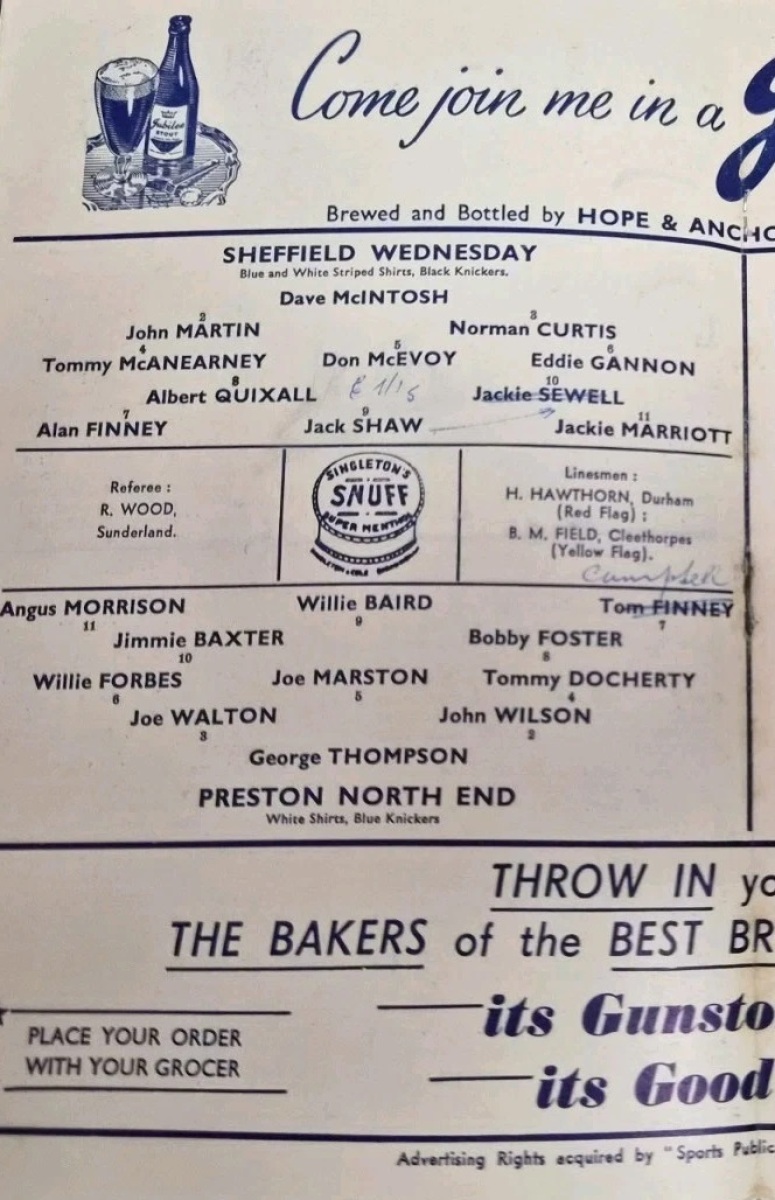 Jubilee
STOUT
Come join me in a
Brewed and Bottled by HOPE & ANCHO
SHEFFIELD WEDNESDAY
Blue and White Striped Shirts, Black Knickers.
Dave McINTOSH
2 3
John MARTIN Norman CURTIS
4 5 6
Tommy McANEARNEY Don McEVOY Eddie GANNON
8 10
Albert QUIXALL Jackie SEWELL
7 9 11
Alan FINNEY Jack SHAW Jackie MARRIOTT
Referee :
R. WOOD,
Sunderland.
SINGLETON'S
SNUFF
SUPER MENTHOL
Linesmen :
H. HAWTHORN, Durham
(Red Flag) ;
B. M. FIELD, Cleethorpes
(Yellow Flag).
Campbell
Angus MORRISON Willie BAIRD Tom FINNEY
11 9 7
Jimmie BAXTER Bobby FOSTER
10 8
Willie FORBES Joe MARSTON Tommy DOCHERTY
6 5 4
Joe WALTON John WILSON
3 2
George THOMPSON
PRESTON NORTH END
White Shirts, Blue Knickers
THROW IN yo
THE BAKERS of the BEST BR
its Gunsto
its Good
PLACE YOUR ORDER
WITH YOUR GROCER
Advertising Rights acquired by "Sports Public